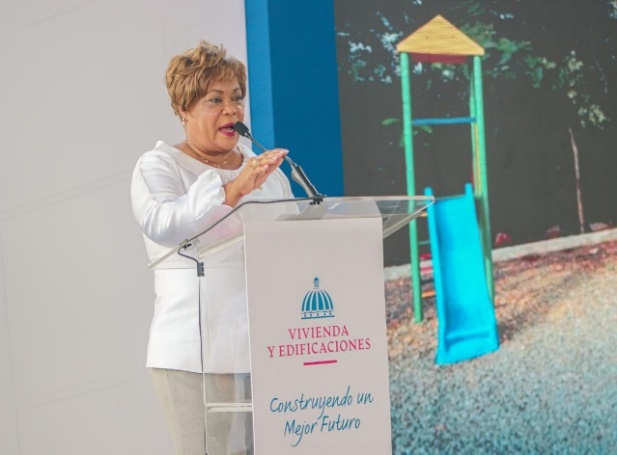 VIVIENDA
Y EDIFICACIONES
Construyendo un
Mejor Futuro